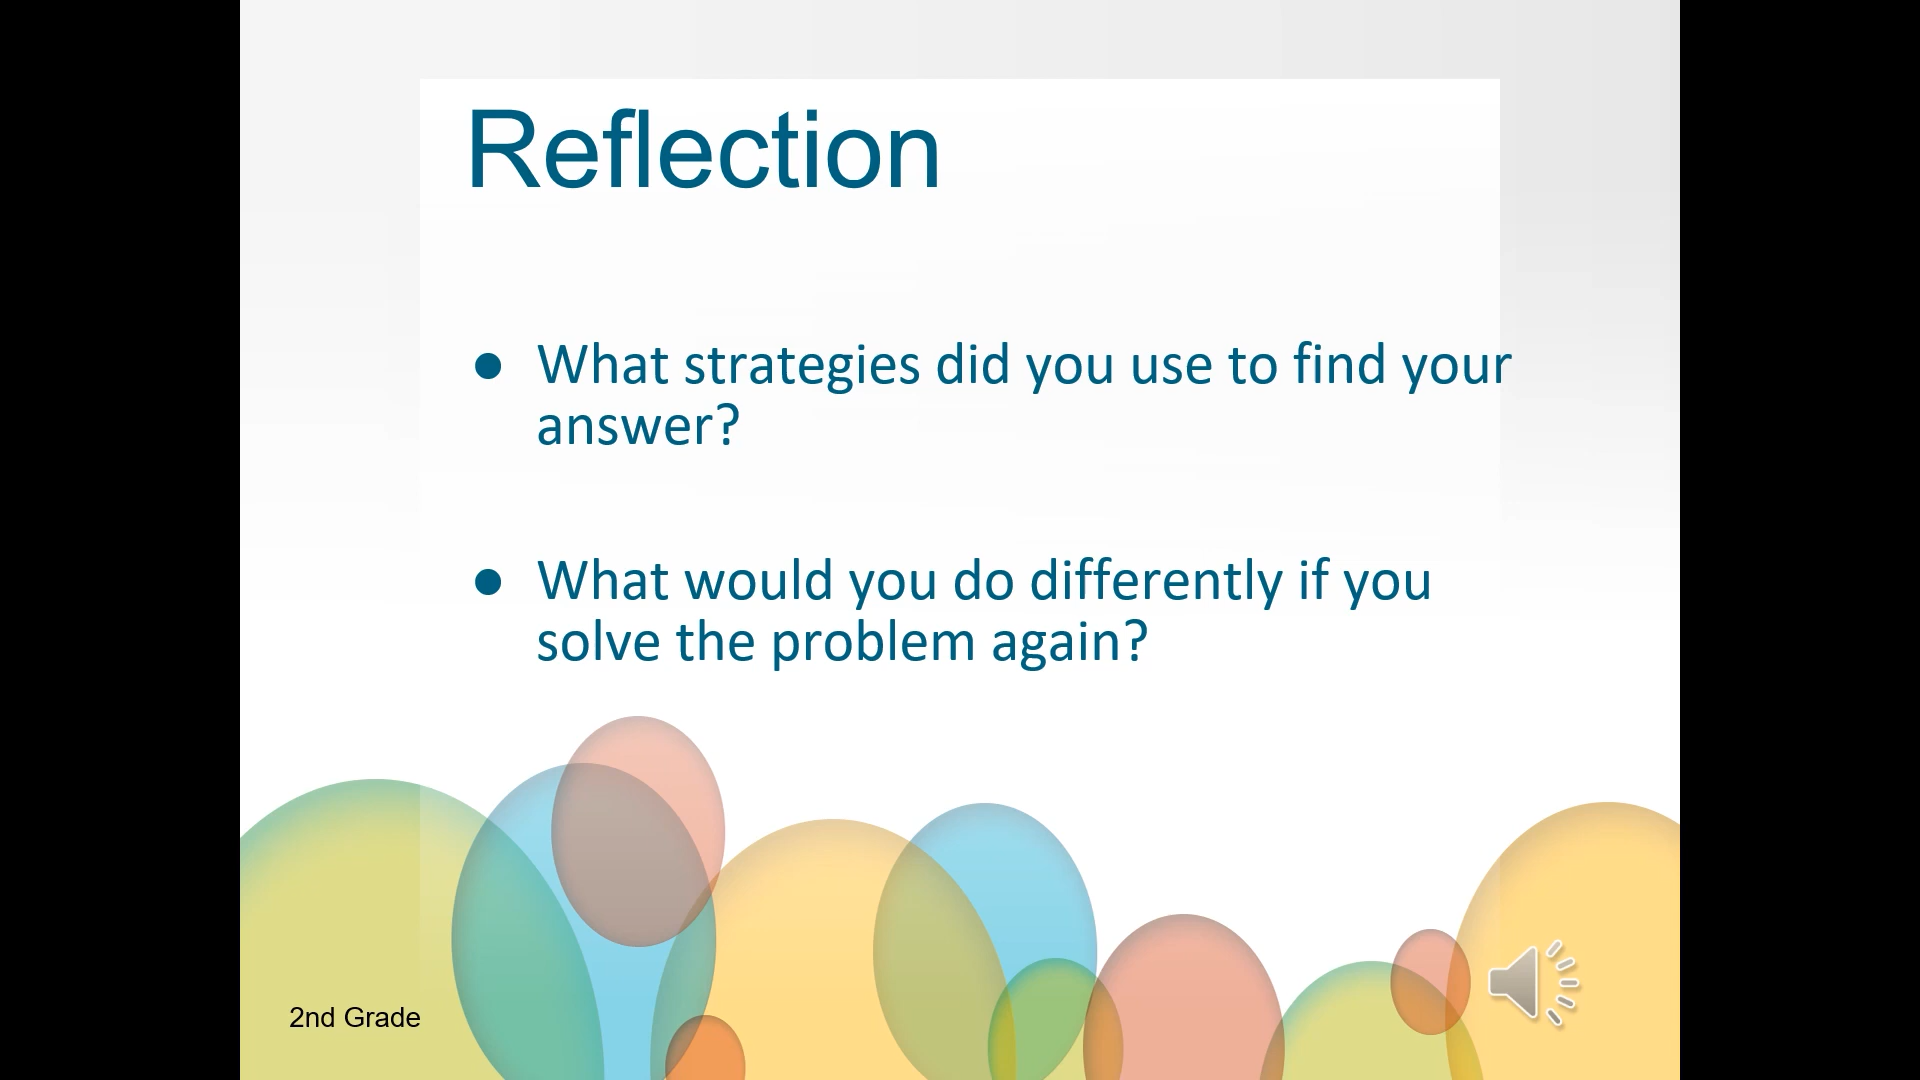 Reflection
● What strategies did you use to find your
answer?
● What would you do differently if you
solve the problem again?
2nd Grade